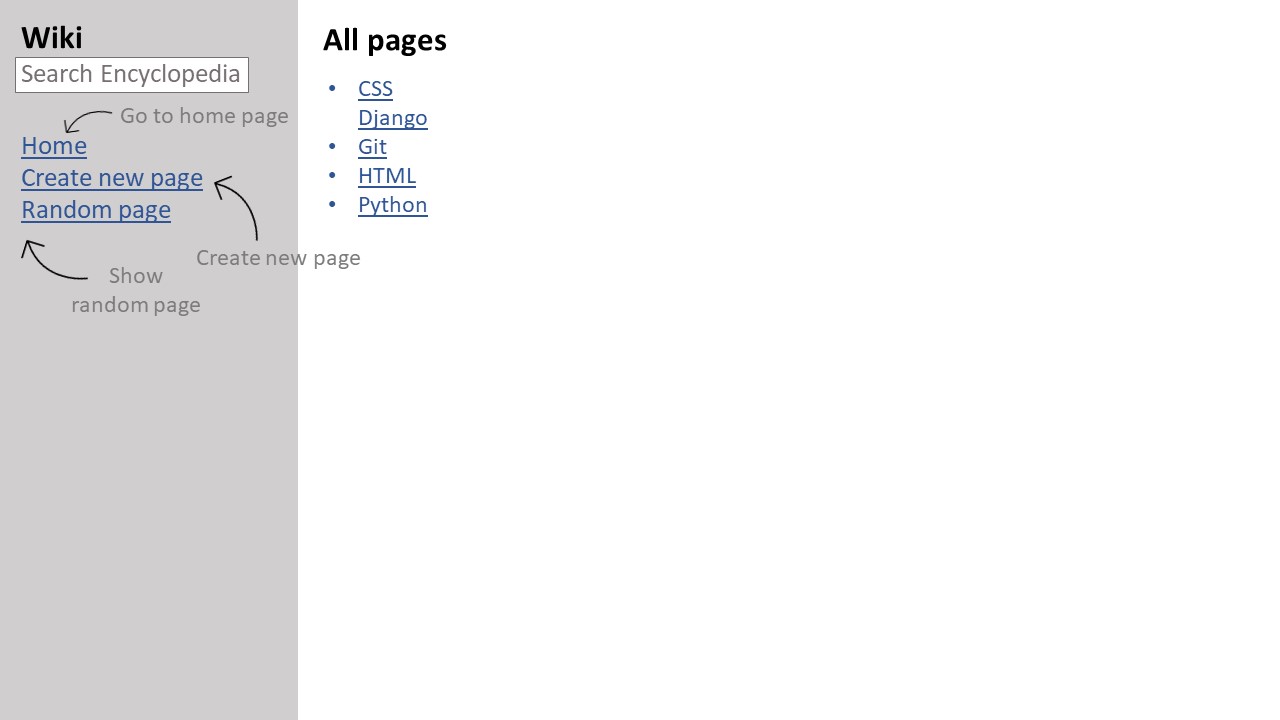 Wiki
Search Encyclopedia
Go to home page
Home
Create new page
Random page
Create new page
Show
random page
All pages
• CSS
Django
• Git
• HTML
• Python